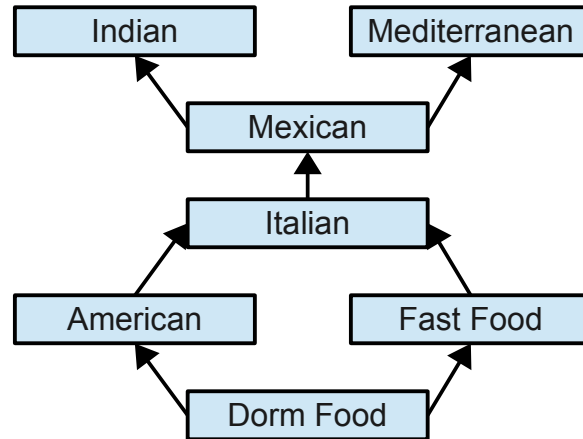 Indian
Mediterranean
Mexican
Italian
American
Fast Food
Dorm Food